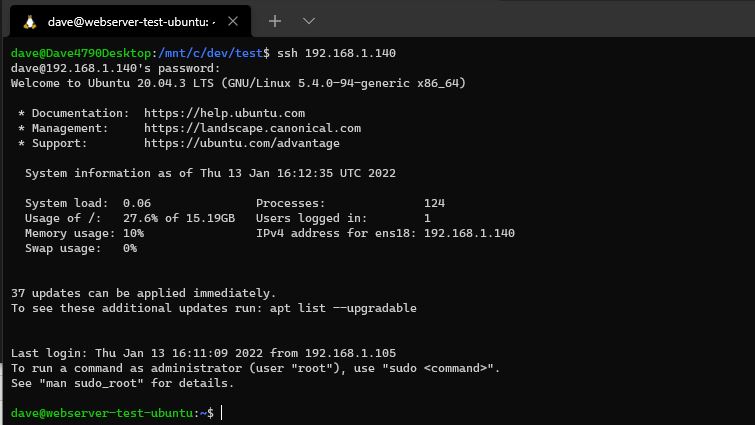 dave@webserver-test-ubuntu: ~
dave@Dave4790Desktop:/mnt/c/dev/test$ ssh 192.168.1.140
dave@192.168.1.140's password:
Welcome to Ubuntu 20.04.3 LTS (GNU/Linux 5.4.0-94-generic x86_64)

 * Documentation:  https://help.ubuntu.com
 * Management:     https://landscape.canonical.com
 * Support:        https://ubuntu.com/advantage

  System information as of Thu 13 Jan 16:12:35 UTC 2022

  System load:  0.06               Processes:              124
  Usage of /:   27.6% of 15.19GB   Users logged in:        1
  Memory usage: 10%                IPv4 address for ens18: 192.168.1.140
  Swap usage:   0%

37 updates can be applied immediately.
To see these additional updates run: apt list --upgradable

Last login: Thu Jan 13 16:11:09 2022 from 192.168.1.105
To run a command as administrator (user "root"), use "sudo <command>".
See "man sudo_root" for details.

dave@webserver-test-ubuntu:~$